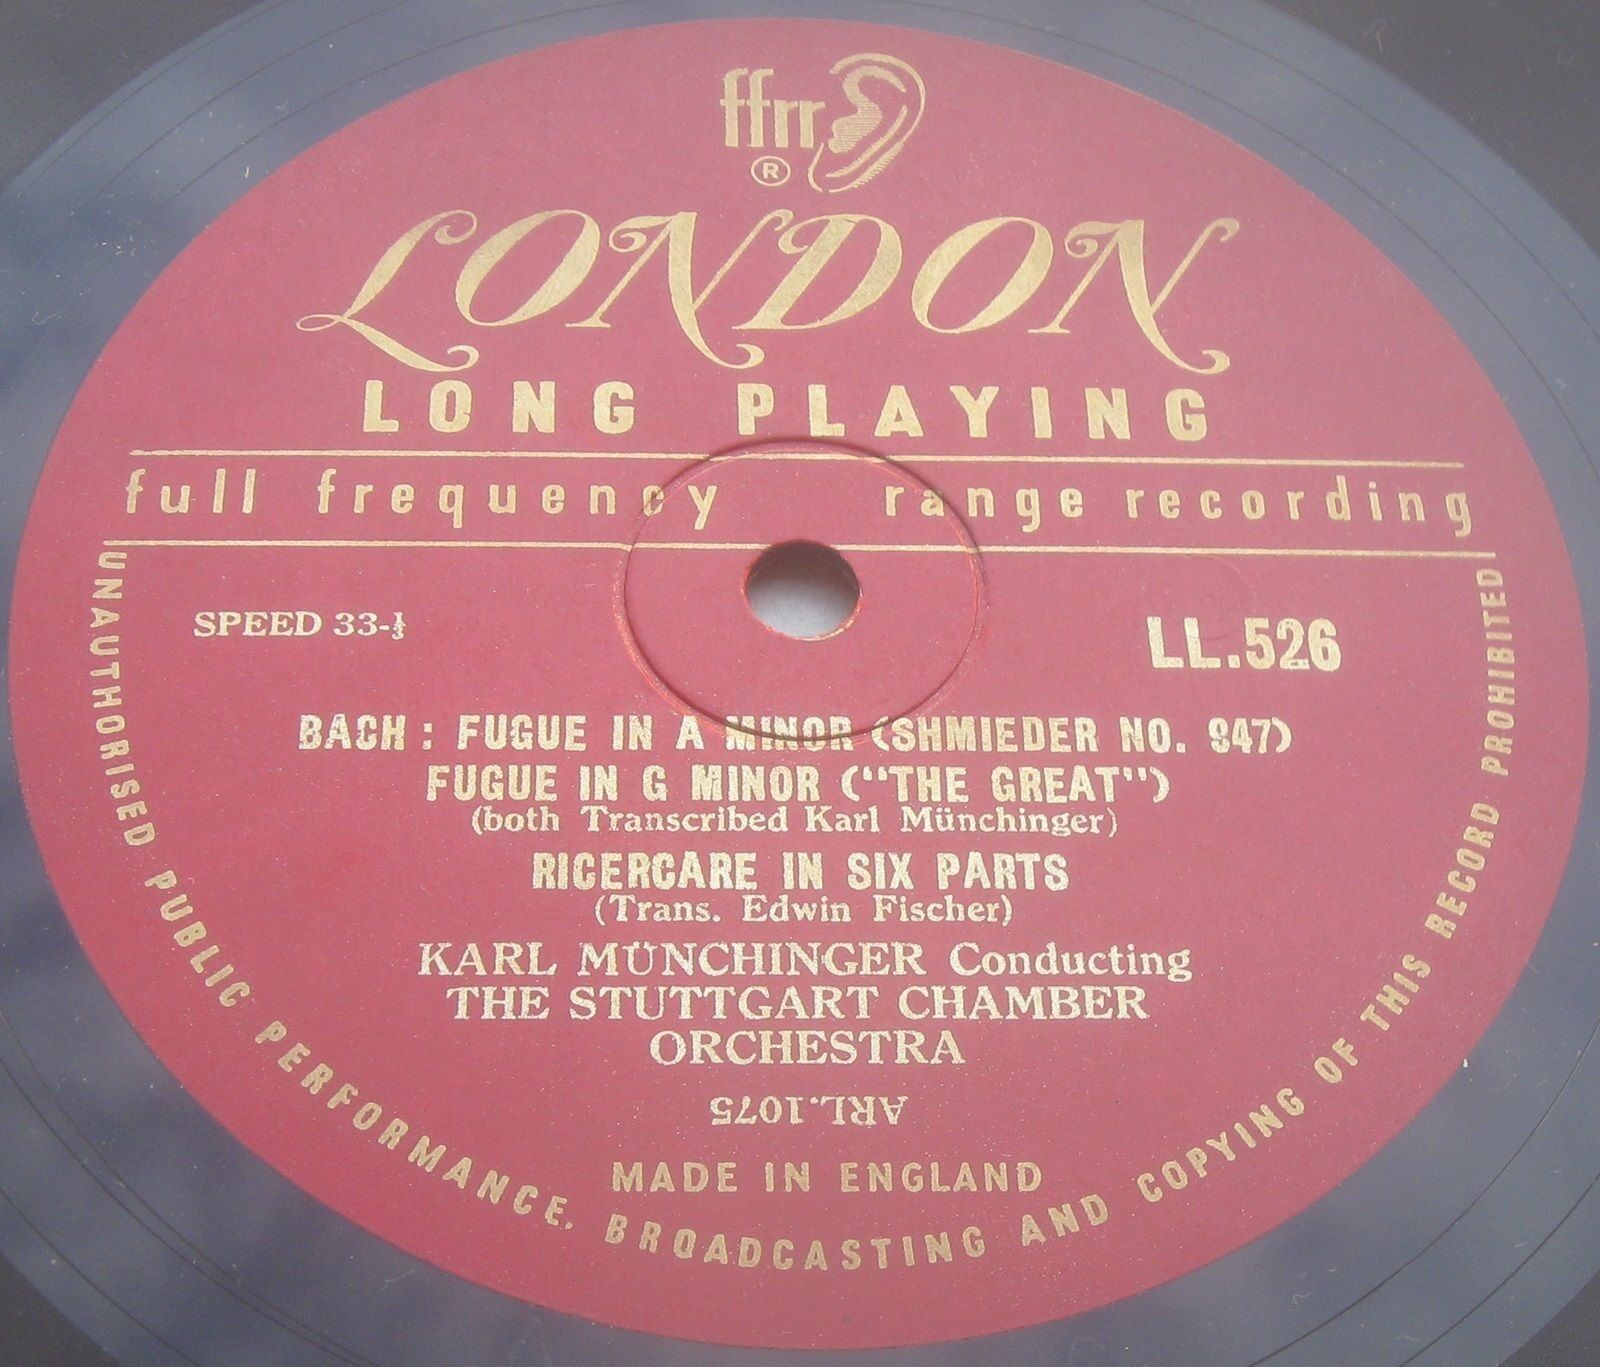 ffrr
®
LONDON
LONG PLAYING
full frequency range recording
SPEED 33-⅓
LL.526
BACH : FUGUE IN A MINOR (SHMIEDER NO. 947)
FUGUE IN G MINOR ("THE GREAT")
(both Transcribed Karl Münchinger)
RICERCARE IN SIX PARTS
(Trans. Edwin Fischer)
KARL MÜNCHINGER Conducting
THE STUTTGART CHAMBER
ORCHESTRA
ARL.1075
MADE IN ENGLAND
UNAUTHORISED PUBLIC PERFORMANCE, BROADCASTING AND COPYING OF THIS RECORD PROHIBITED